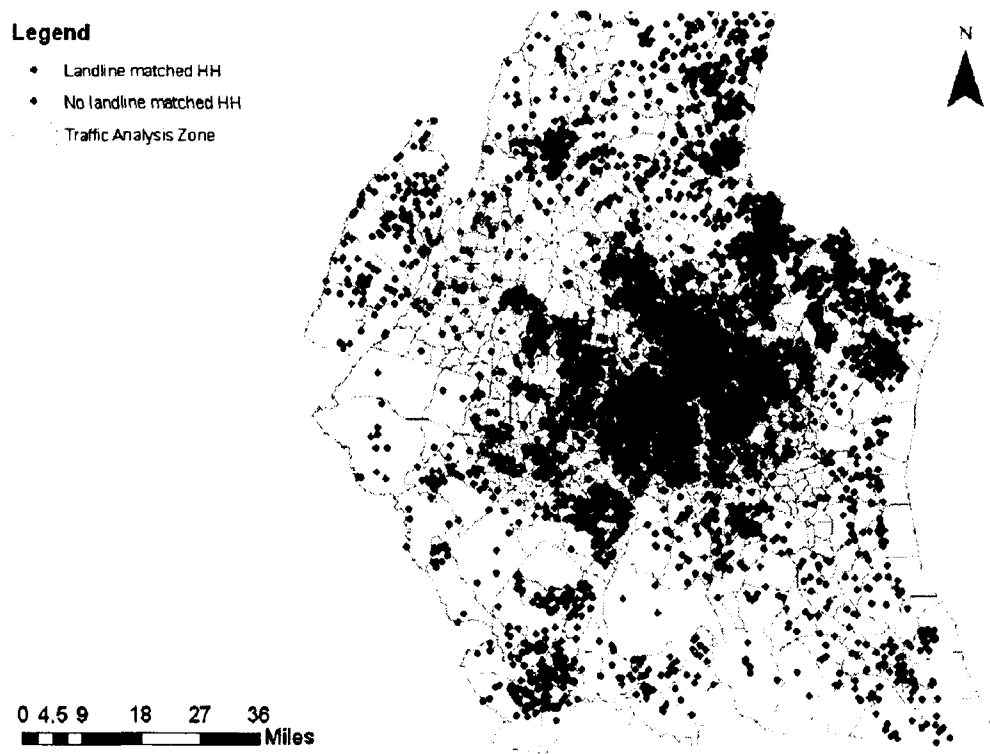 Legend
Landline matched HH
No landline matched HH
Traffic Analysis Zone
N
0 4.5 9 18 27 36
Miles